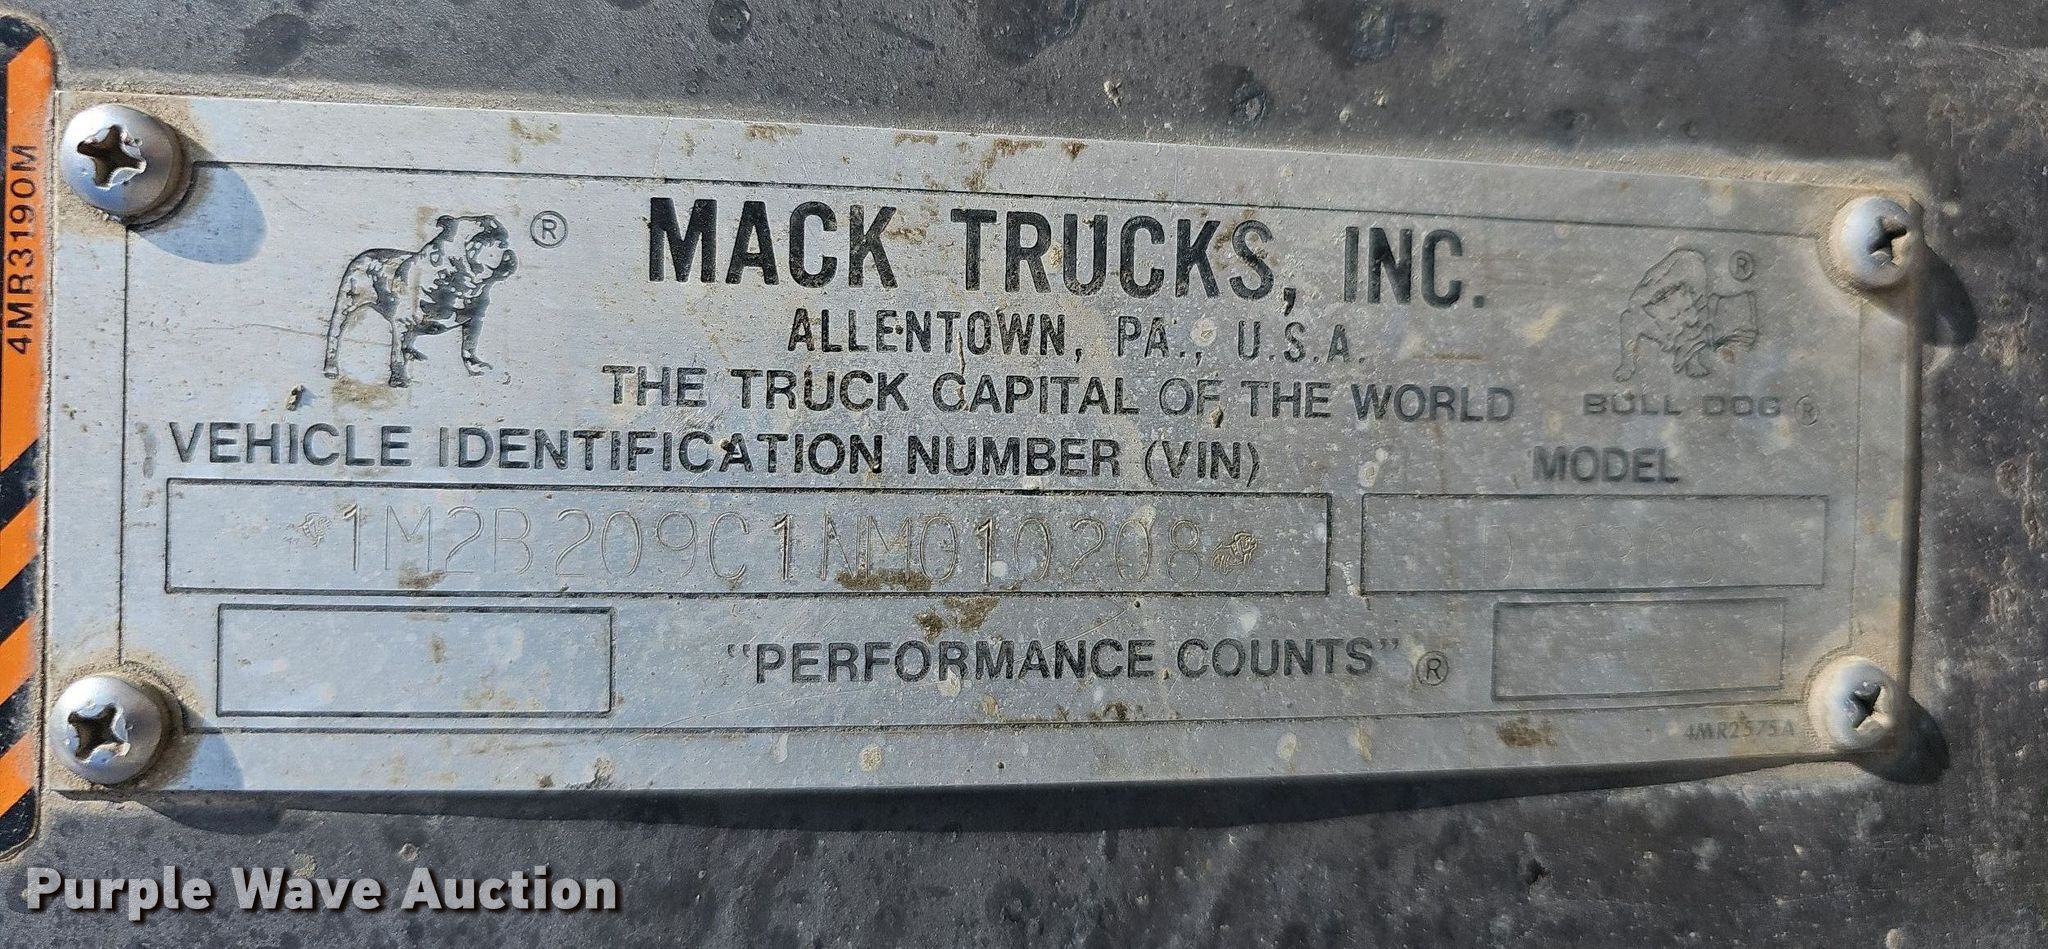 4MR3190M
®
MACK TRUCKS, INC.
ALLENTOWN, PA., U.S.A.
THE TRUCK CAPITAL OF THE WORLD
®
BULL DOG ®
VEHICLE IDENTIFICATION NUMBER (VIN)
MODEL
1M2B209C1NM010208
"PERFORMANCE COUNTS" ®
4MR2575A
Purple Wave Auction